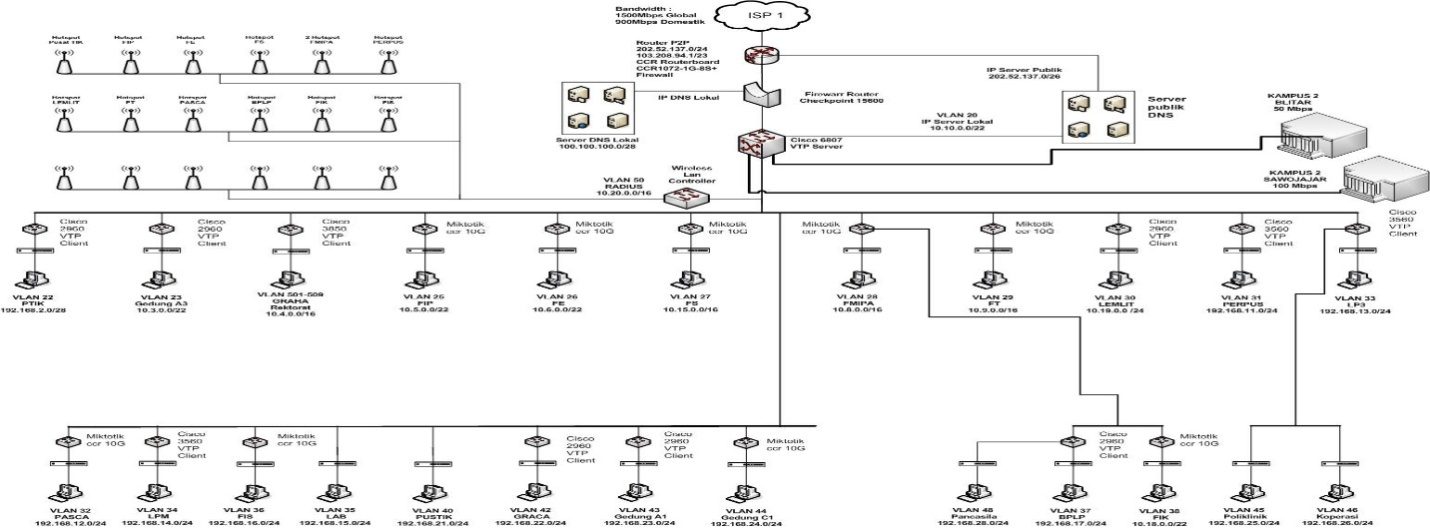 Bandwidth :
1500Mbps Global
900Mbps Domestik
ISP 1
Router P2P
202.52.137.0/24
103.208.94.1/23
CCR Routerboard
CCR1072-1G-8S+
Firewall
IP Server Publik
202.52.137.0/26
Server
publik
DNS
IP DNS Lokal
Firewarr Router
Checkpoint 15600
Server DNS Lokal
100.100.100.0/28
VLAN 20
IP Server Lokal
10.10.0.0/22
Cisco 6807
VTP Server
KAMPUS 2
BLITAR
50 Mbps
KAMPUS 2
SAWOJAJAR
100 Mbps
Wireless
Lan
Controller
VLAN 50
RADIUS
10.20.0.0/16
Hotspot
Pusat TIK
Hotspot
FIP
Hotspot
FE
Hotspot
FS
2 Hotspot
FMIPA
Hotspot
PERPUS
Hotspot
LEMLIT
Hotspot
FT
Hotspot
PASCA
Hotspot
BPLP
Hotspot
FIK
Hotspot
FIS
Cisco
2960
VTP
Client
Cisco
2960
VTP
Client
Cisco
3850
VTP
Client
Miktotik
ccr 10G
Miktotik
ccr 10G
Miktotik
ccr 10G
Miktotik
ccr 10G
Miktotik
ccr 10G
Cisco
2960
VTP
Client
Cisco
3560
VTP
Client
Cisco
3560
VTP
Client
VLAN 22
PTIK
192.168.2.0/28
VLAN 23
Gedung A3
10.3.0.0/22
VLAN 501-509
GRAHA
Rektorat
10.4.0.0/16
VLAN 25
FIP
10.5.0.0/22
VLAN 26
FE
10.6.0.0/22
VLAN 27
FS
10.15.0.0/16
VLAN 28
FMIPA
10.8.0.0/16
VLAN 29
FT
10.9.0.0/16
VLAN 30
LEMLIT
10.19.0.0 /24
VLAN 31
PERPUS
192.168.11.0/24
VLAN 33
LP3
192.168.13.0/24
Miktotik
ccr 10G
Cisco
3560
VTP
Client
Miktotik
ccr 10G
Cisco
2960
VTP
Client
Cisco
2960
VTP
Client
Miktotik
ccr 10G
Cisco
2960
VTP
Client
Miktotik
ccr 10G
VLAN 32
PASCA
192.168.12.0/24
VLAN 34
LPM
192.168.14.0/24
VLAN 36
FIS
192.168.16.0/24
VLAN 35
LAB
192.168.15.0/24
VLAN 40
PUSTIK
192.168.21.0/24
VLAN 42
GRACA
192.168.22.0/24
VLAN 43
Gedung A1
192.168.23.0/24
VLAN 44
Gedung C1
192.168.24.0/24
VLAN 48
Pancasila
192.168.28.0/24
VLAN 37
BPLP
192.168.17.0/24
VLAN 38
FIK
10.18.0.0/22
VLAN 45
Poliklinik
192.168.25.0/24
VLAN 46
Koperasi
192.168.26.0/24